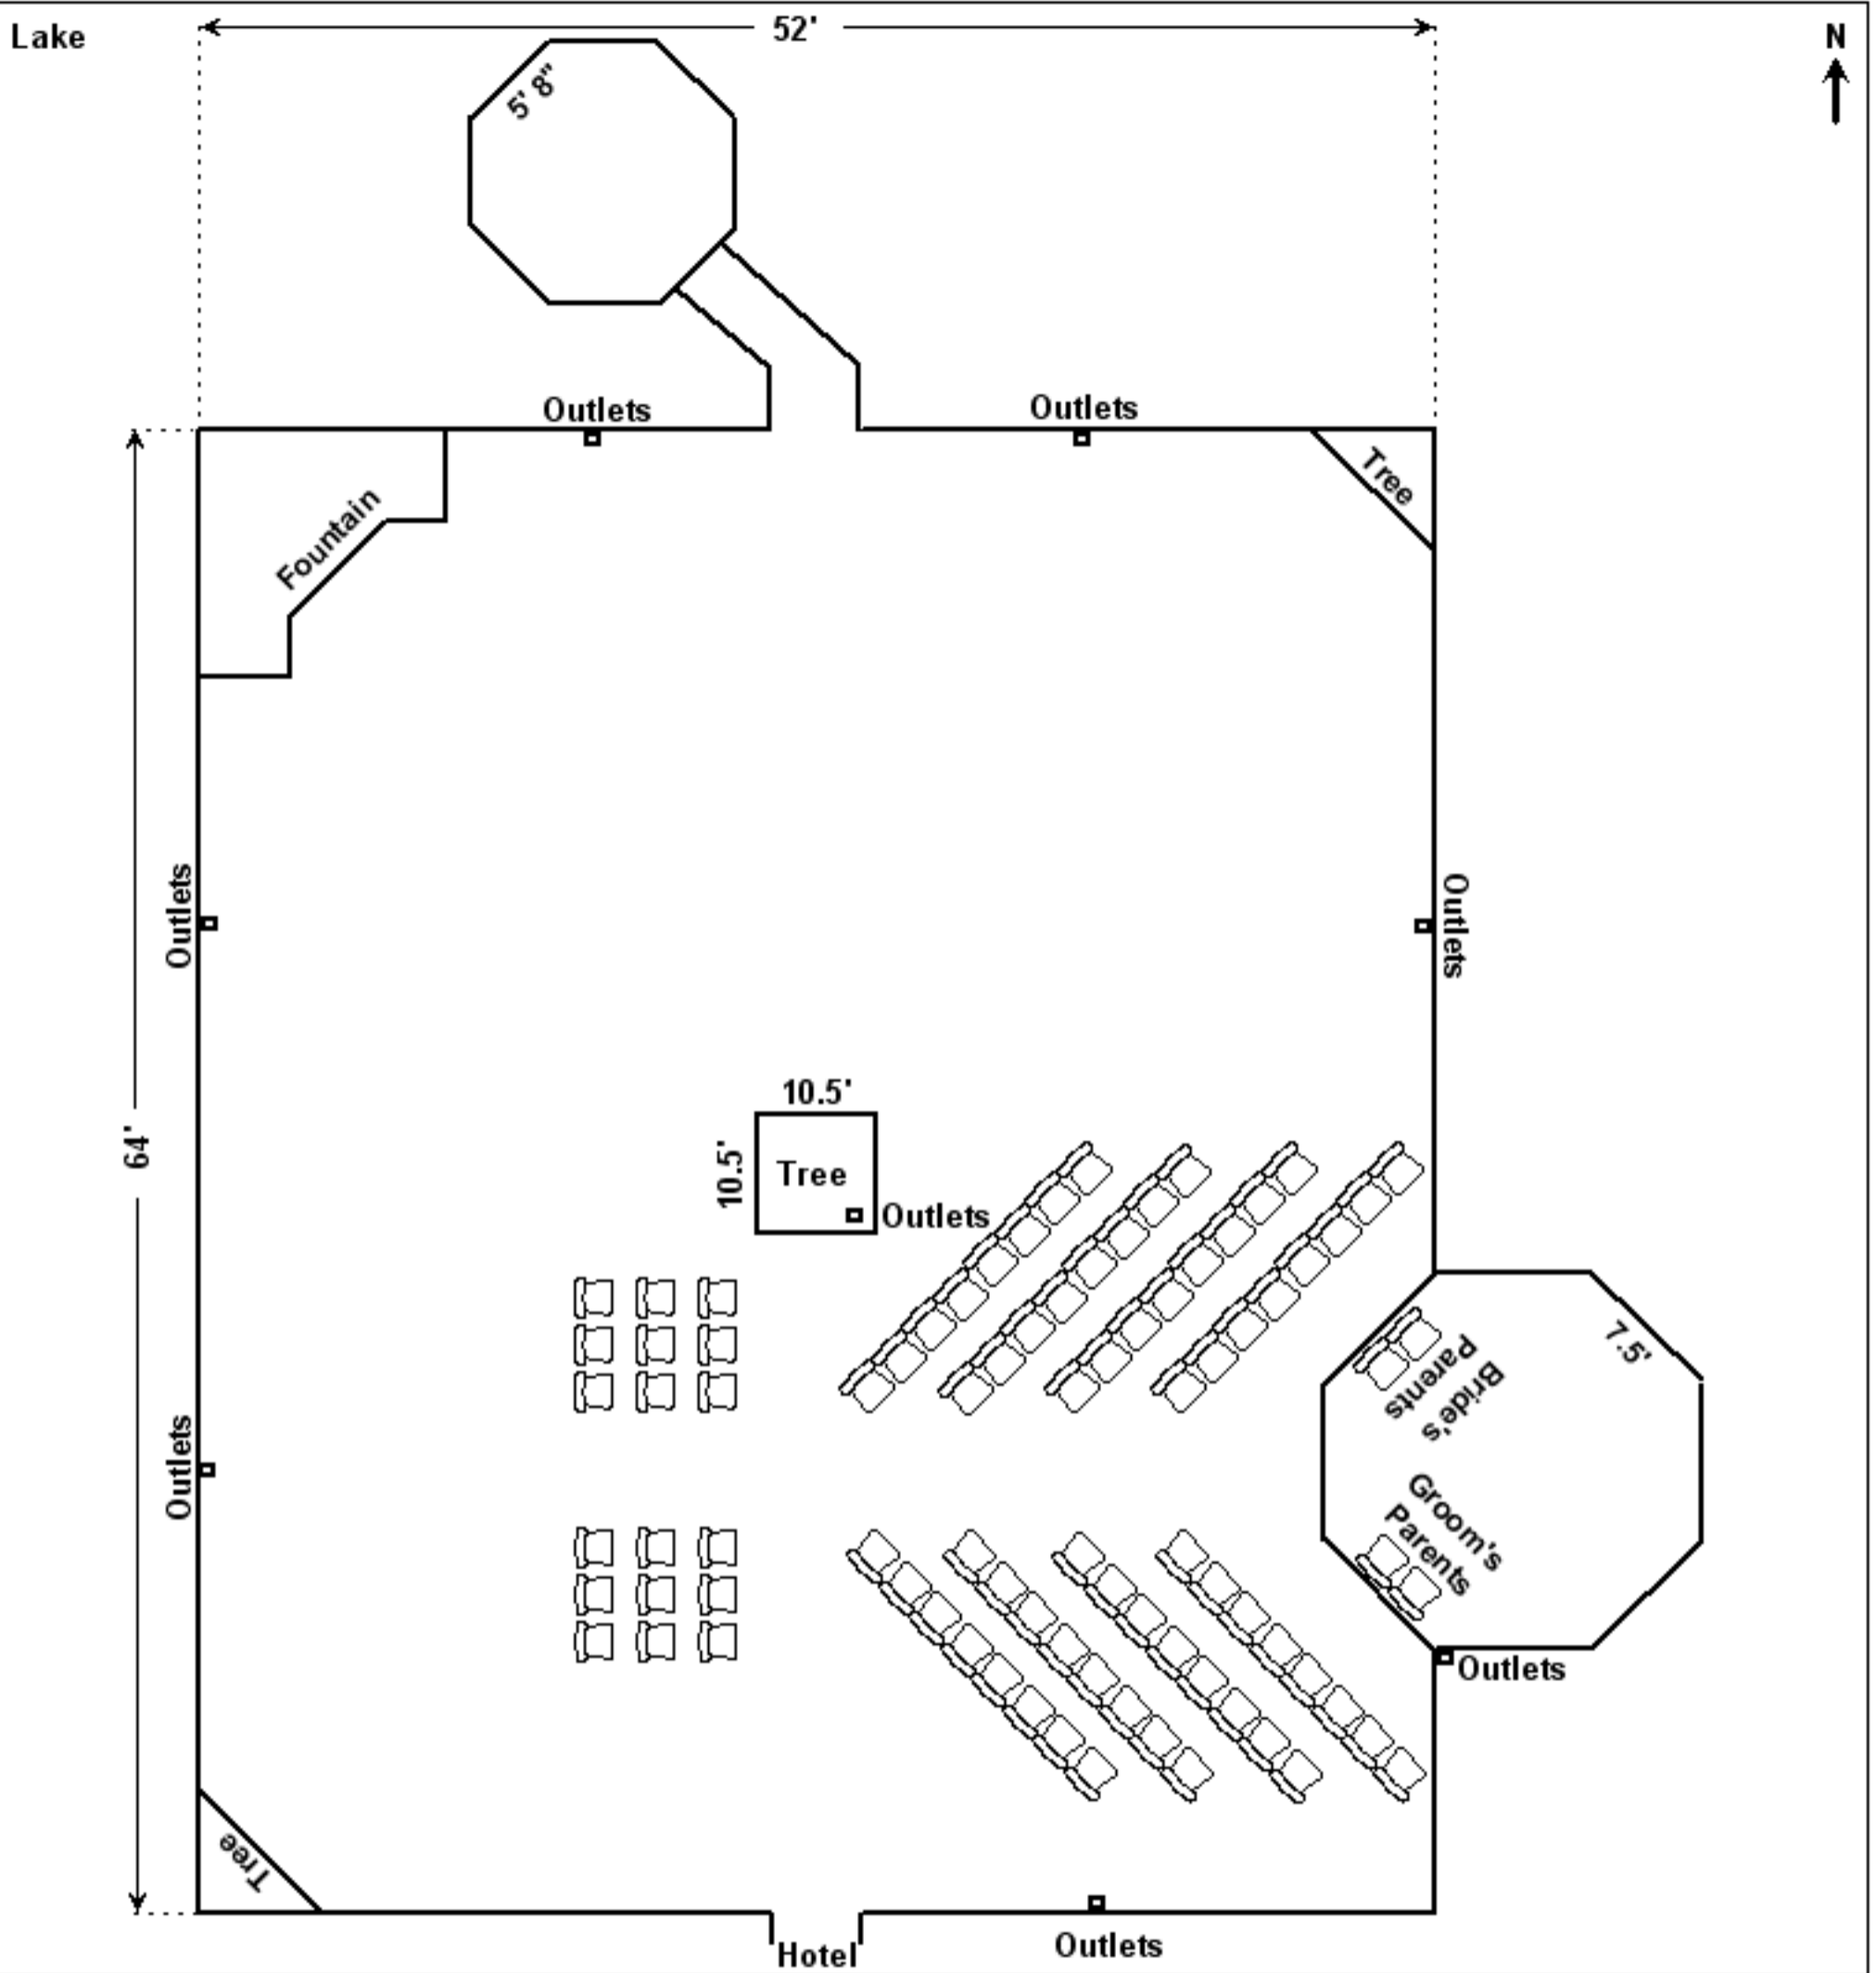 52'
Lake
N
5' 8"
Outlets
Outlets
Tree
Fountain
Outlets
Outlets
10.5'
64'
10.5'
Tree
Outlets
7.5'
Bride's
Parents
Outlets
Groom's
Parents
Outlets
Tree
Hotel
Outlets